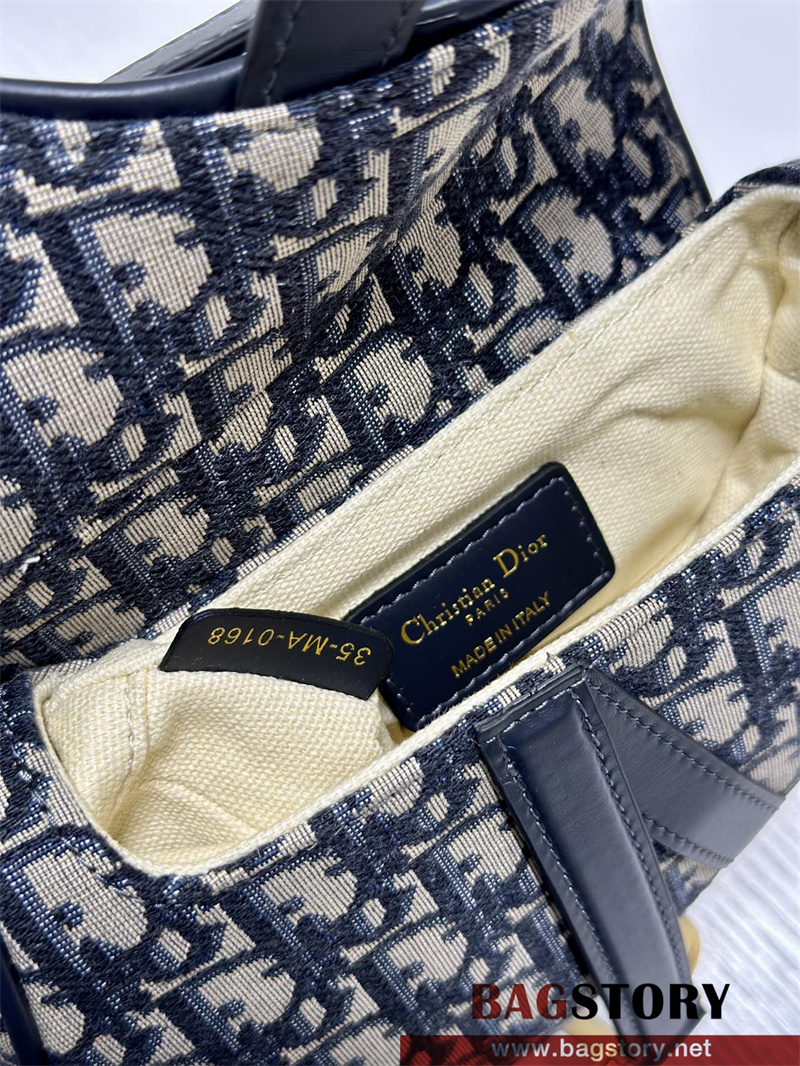 Christian Dior
PARIS
MADE IN ITALY
35-MA-0168
BAGSTORY
www.bagstory.net